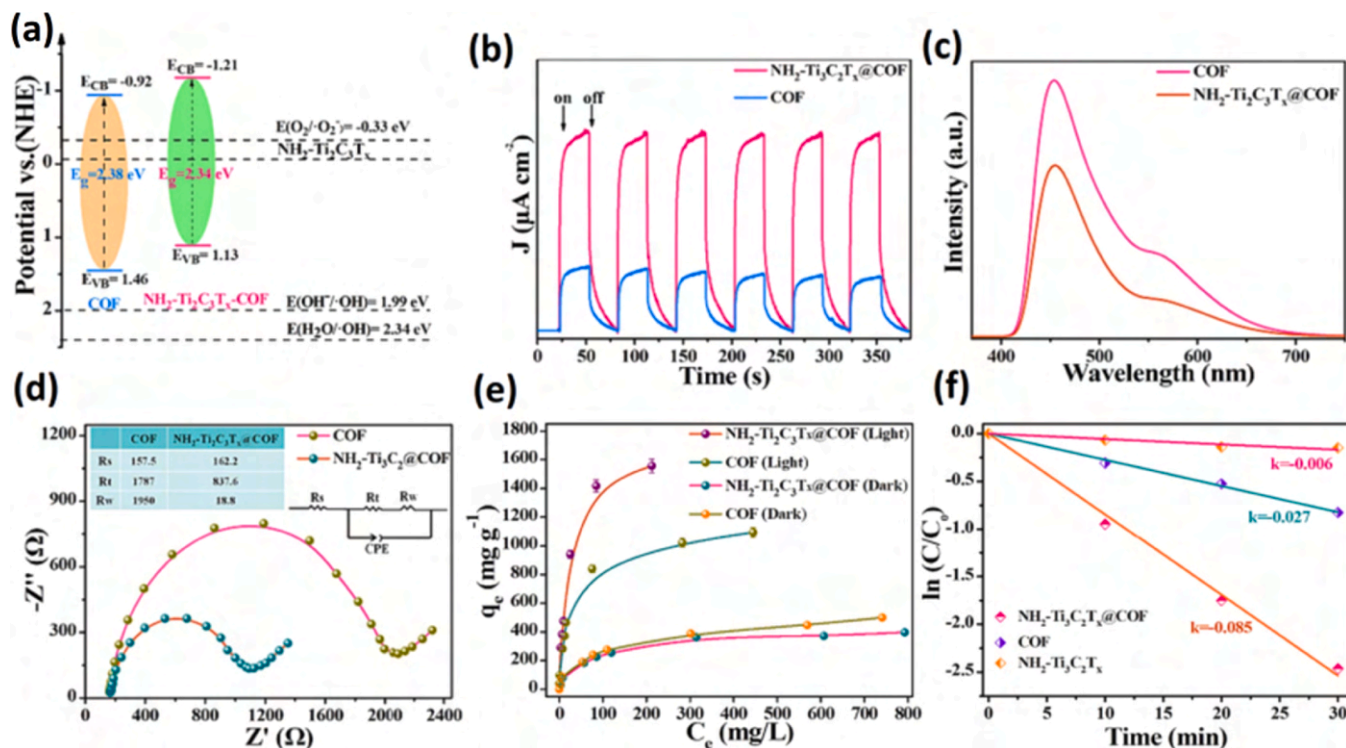 (a)
Potential vs.(NHE)
-1
0
1
2
E_CB= -0.92
E_CB= -1.21
E(O₂/·O₂⁻)= -0.33 eV
NH₂-Ti₂C₃Tₓ
E_g=2.38 eV
E_g=2.34 eV
E_VB= 1.13
E_VB= 1.46
COF
NH₂-Ti₂C₃Tₓ-COF
E(OH⁻/·OH)= 1.99 eV
E(H₂O/·OH)= 2.34 eV
(b)
J (µA cm⁻²)
NH₂-Ti₃C₂Tₓ@COF
COF
on
off
0 50 100 150 200 250 300 350
Time (s)
(c)
Intensity (a.u.)
COF
NH₂-Ti₂C₃Tₓ@COF
400 500 600 700
Wavelength (nm)
(d)
-Z'' (Ω)
1200
900
600
300
0
COF NH₂-Ti₂C₃Tₓ@COF
Rs 157.5 162.2
Rt 1787 837.6
Rw 1950 18.8
COF
NH₂-Ti₃C₂@COF
Rs Rt Rw
CPE
0 400 800 1200 1600 2000 2400
Z' (Ω)
(e)
qₑ (mg g⁻¹)
1800
1600
1400
1200
1000
800
600
400
200
0
NH₂-Ti₂C₃Tₓ@COF (Light)
COF (Light)
NH₂-Ti₂C₃Tₓ@COF (Dark)
COF (Dark)
0 100 200 300 400 500 600 700 800
Cₑ (mg/L)
(f)
ln (C/C₀)
0.0
-0.5
-1.0
-1.5
-2.0
-2.5
k=-0.006
k=-0.027
k=-0.085
NH₂-Ti₃C₂Tₓ@COF
COF
NH₂-Ti₃C₂Tₓ
0 5 10 15 20 25 30
Time (min)